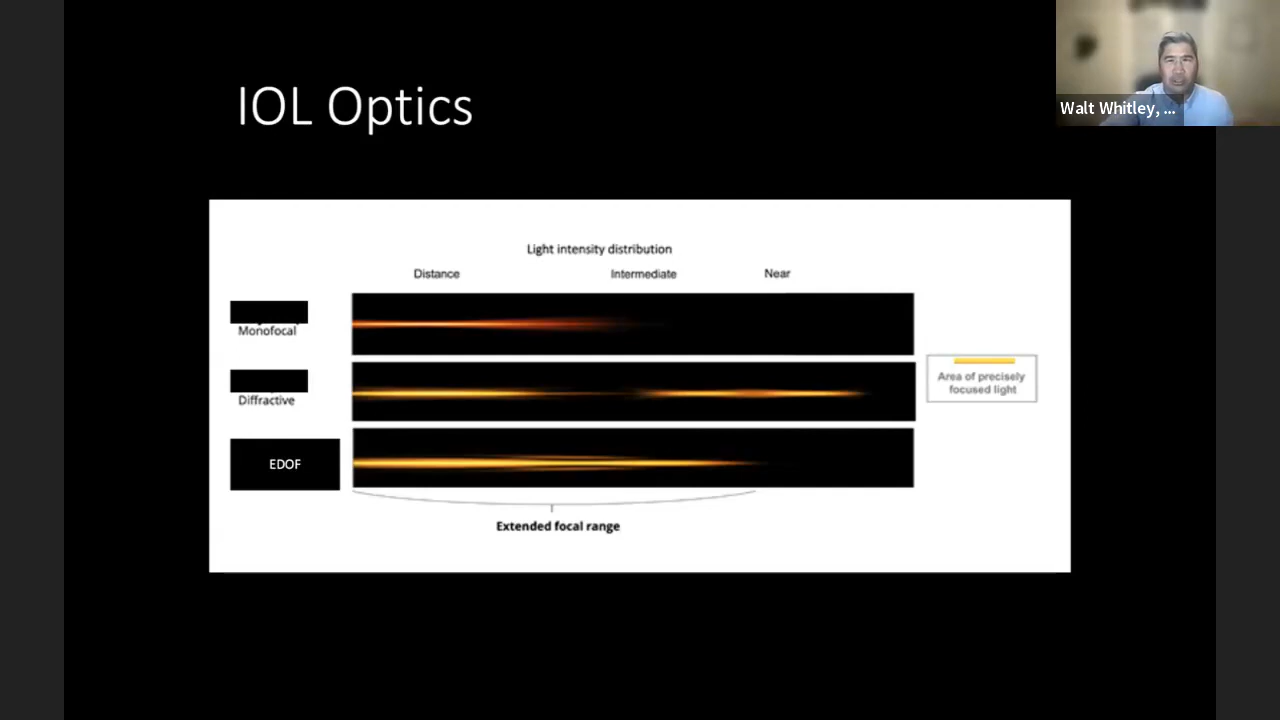 IOL Optics
Walt Whitley, ...
Light intensity distribution
Distance Intermediate Near
Monofocal
Diffractive
EDOF
Area of precisely
focused light
Extended focal range